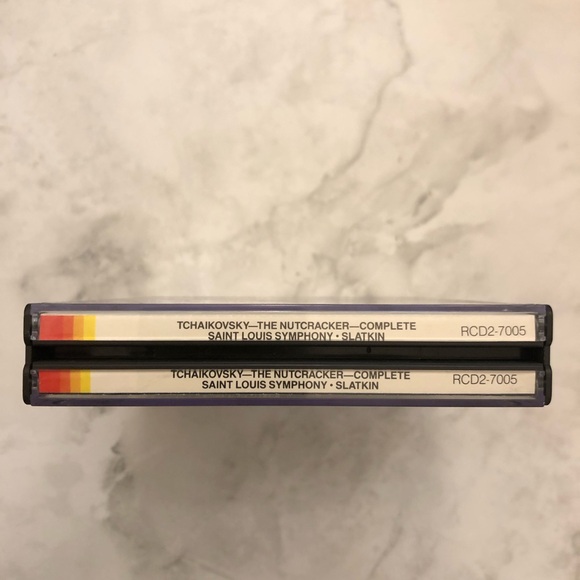 TCHAIKOVSKY—THE NUTCRACKER—COMPLETE
SAINT LOUIS SYMPHONY · SLATKIN
RCD2-7005
TCHAIKOVSKY—THE NUTCRACKER—COMPLETE
SAINT LOUIS SYMPHONY · SLATKIN
RCD2-7005